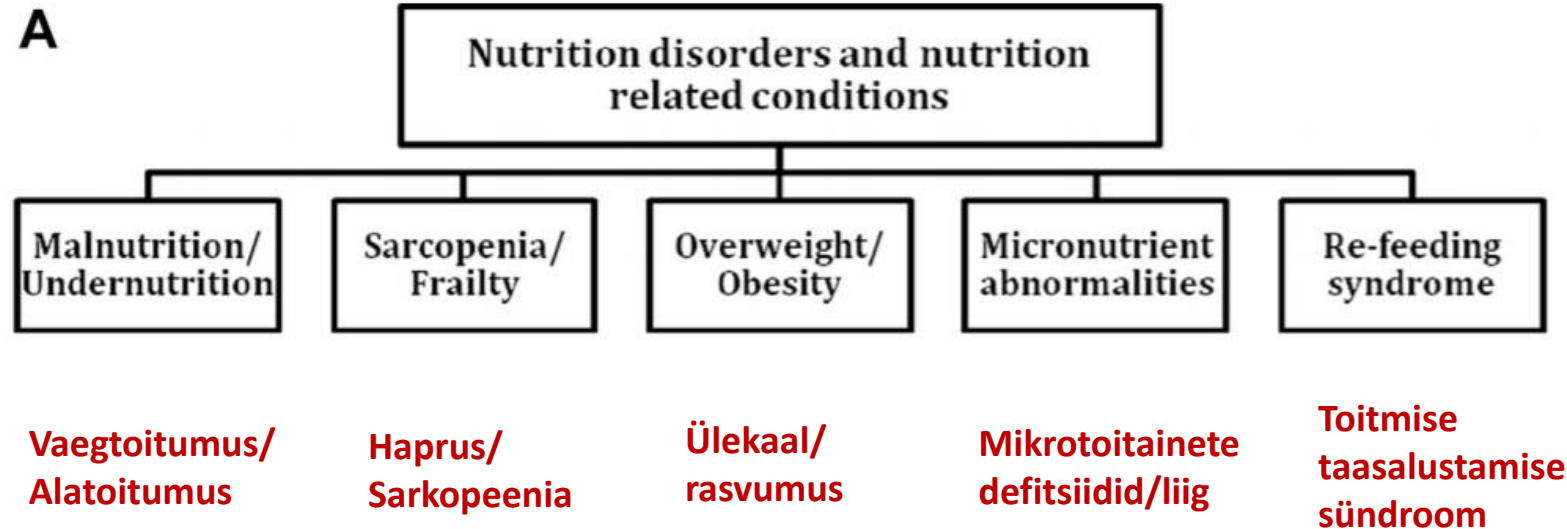 A
Nutrition disorders and nutrition
related conditions
Malnutrition/
Undernutrition
Sarcopenia/
Frailty
Overweight/
Obesity
Micronutrient
abnormalities
Re-feeding
syndrome
Vaegtoitumus/
Alatoitumus
Haprus/
Sarkopeenia
Ülekaal/
rasvumus
Mikrotoitainete
defitsiidid/liig
Toitmise
taasalustamise
sündroom